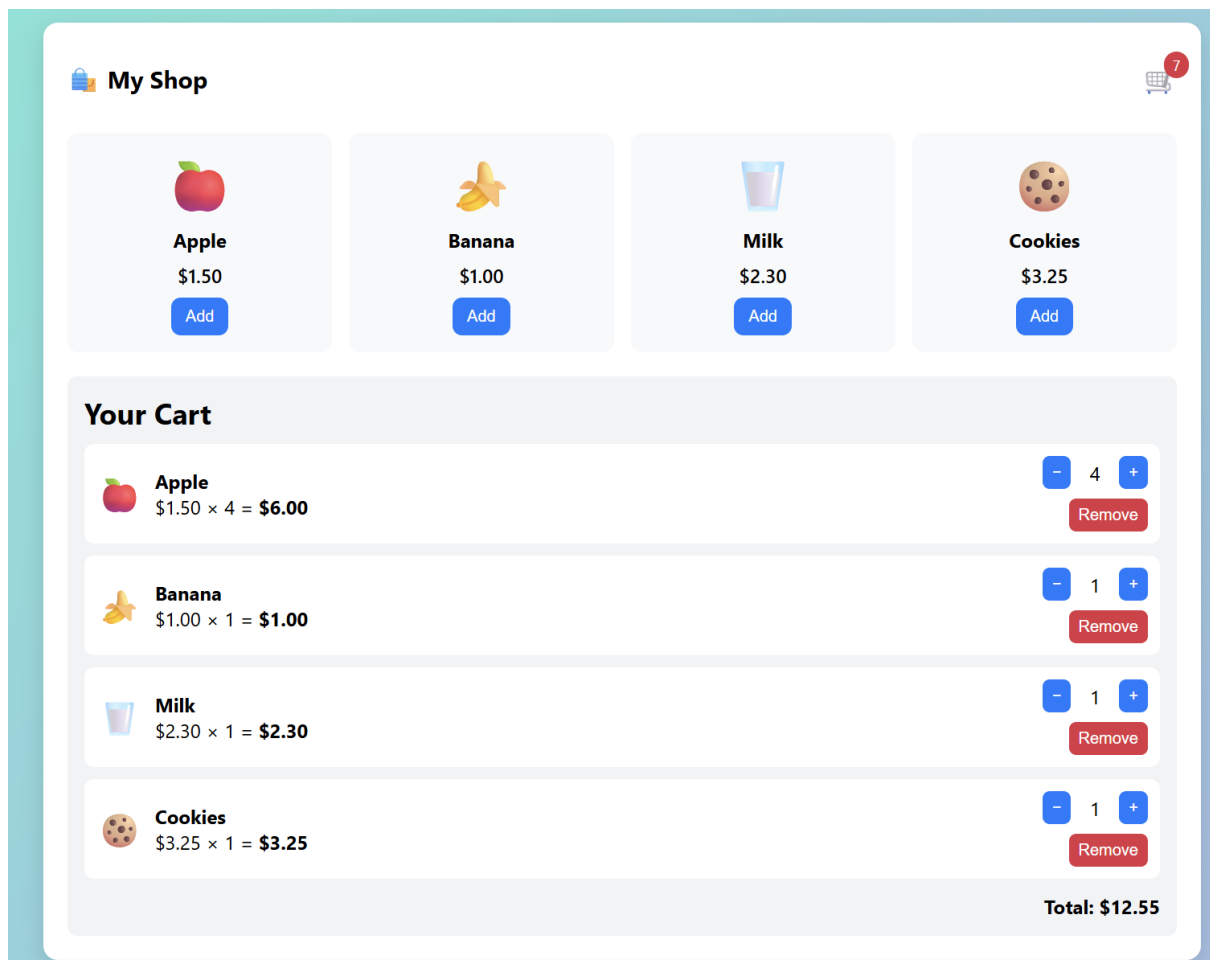 My Shop
7
Apple
$1.50
Add
Banana
$1.00
Add
Milk
$2.30
Add
Cookies
$3.25
Add
Your Cart
Apple
$1.50 × 4 = $6.00
− 4 +
Remove
Banana
$1.00 × 1 = $1.00
− 1 +
Remove
Milk
$2.30 × 1 = $2.30
− 1 +
Remove
Cookies
$3.25 × 1 = $3.25
− 1 +
Remove
Total: $12.55